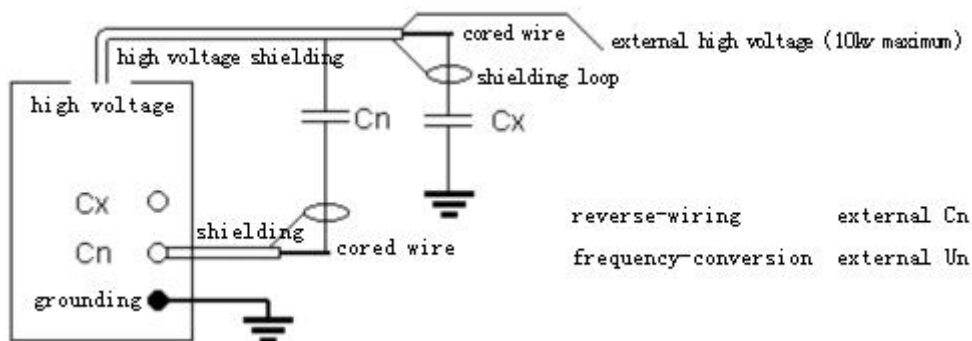 cored wire
external high voltage (10kv maximum)
high voltage shielding
shielding loop
high voltage
Cn
Cx
Cx
reverse-wiring external Cn
shielding
Cn
cored wire
frequency-conversion external Un
grounding